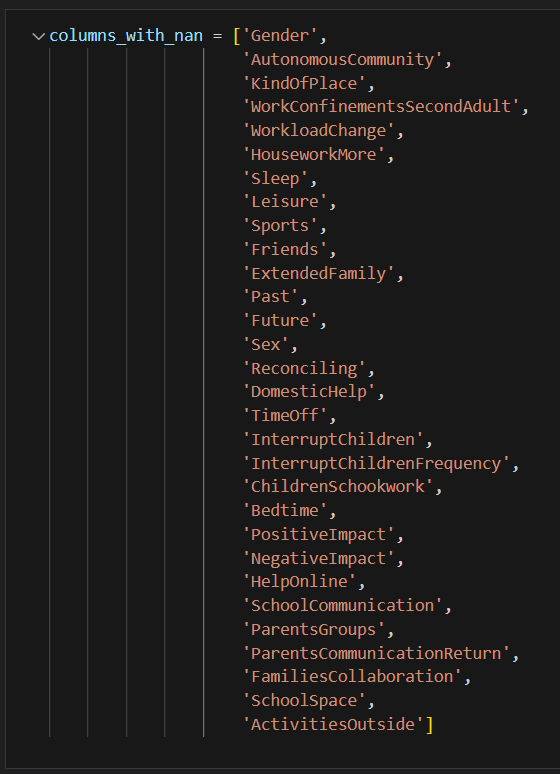 columns_with_nan = ['Gender',
'AutonomousCommunity',
'KindOfPlace',
'WorkConfinementsSecondAdult',
'WorkloadChange',
'HouseworkMore',
'Sleep',
'Leisure',
'Sports',
'Friends',
'ExtendedFamily',
'Past',
'Future',
'Sex',
'Reconciling',
'DomesticHelp',
'TimeOff',
'InterruptChildren',
'InterruptChildrenFrequency',
'ChildrenSchookwork',
'Bedtime',
'PositiveImpact',
'NegativeImpact',
'HelpOnline',
'SchoolCommunication',
'ParentsGroups',
'ParentsCommunicationReturn',
'FamiliesCollaboration',
'SchoolSpace',
'ActivitiesOutside']